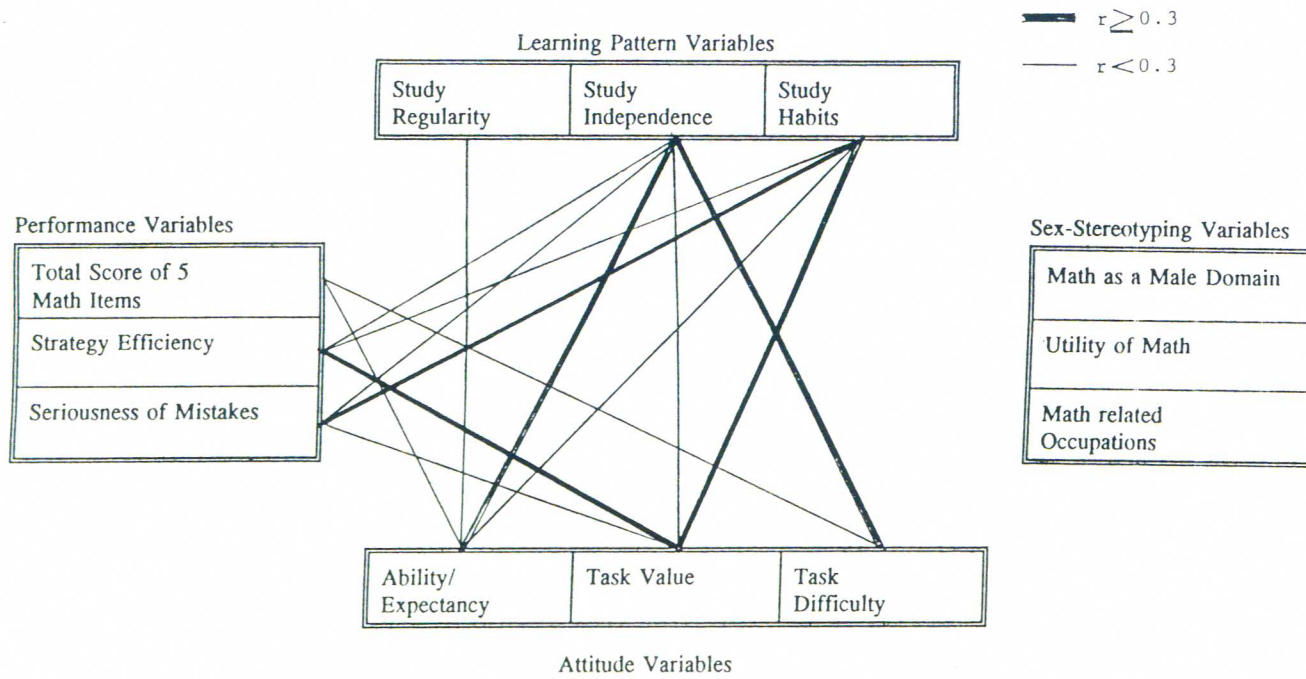 r≥0.3
r<0.3
Learning Pattern Variables
Study
Regularity
Study
Independence
Study
Habits
Performance Variables
Total Score of 5
Math Items
Strategy Efficiency
Seriousness of Mistakes
Sex-Stereotyping Variables
Math as a Male Domain
Utility of Math
Math related
Occupations
Ability/
Expectancy
Task Value
Task
Difficulty
Attitude Variables